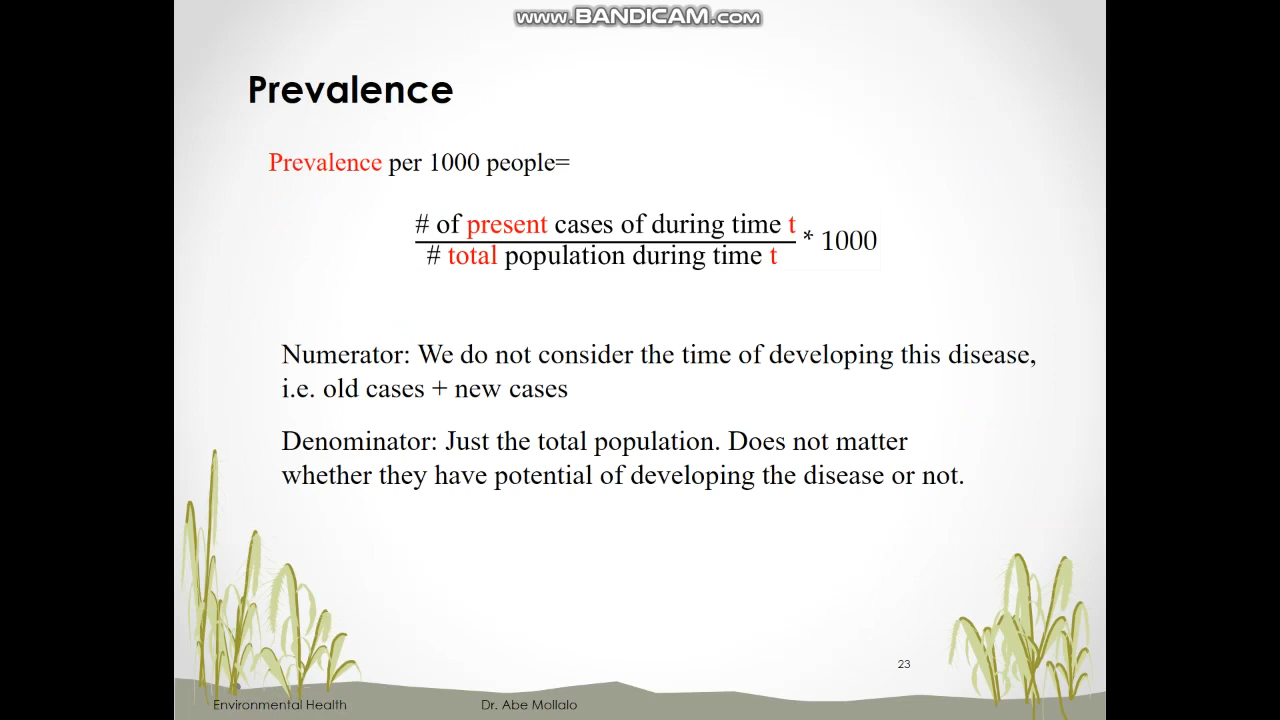 www.BANDICAM.com
Prevalence
Prevalence per 1000 people=
# of present cases of during time t
* 1000
# total population during time t
Numerator: We do not consider the time of developing this disease,
i.e. old cases + new cases
Denominator: Just the total population. Does not matter
whether they have potential of developing the disease or not.
23
Environmental Health Dr. Abe Mollalo